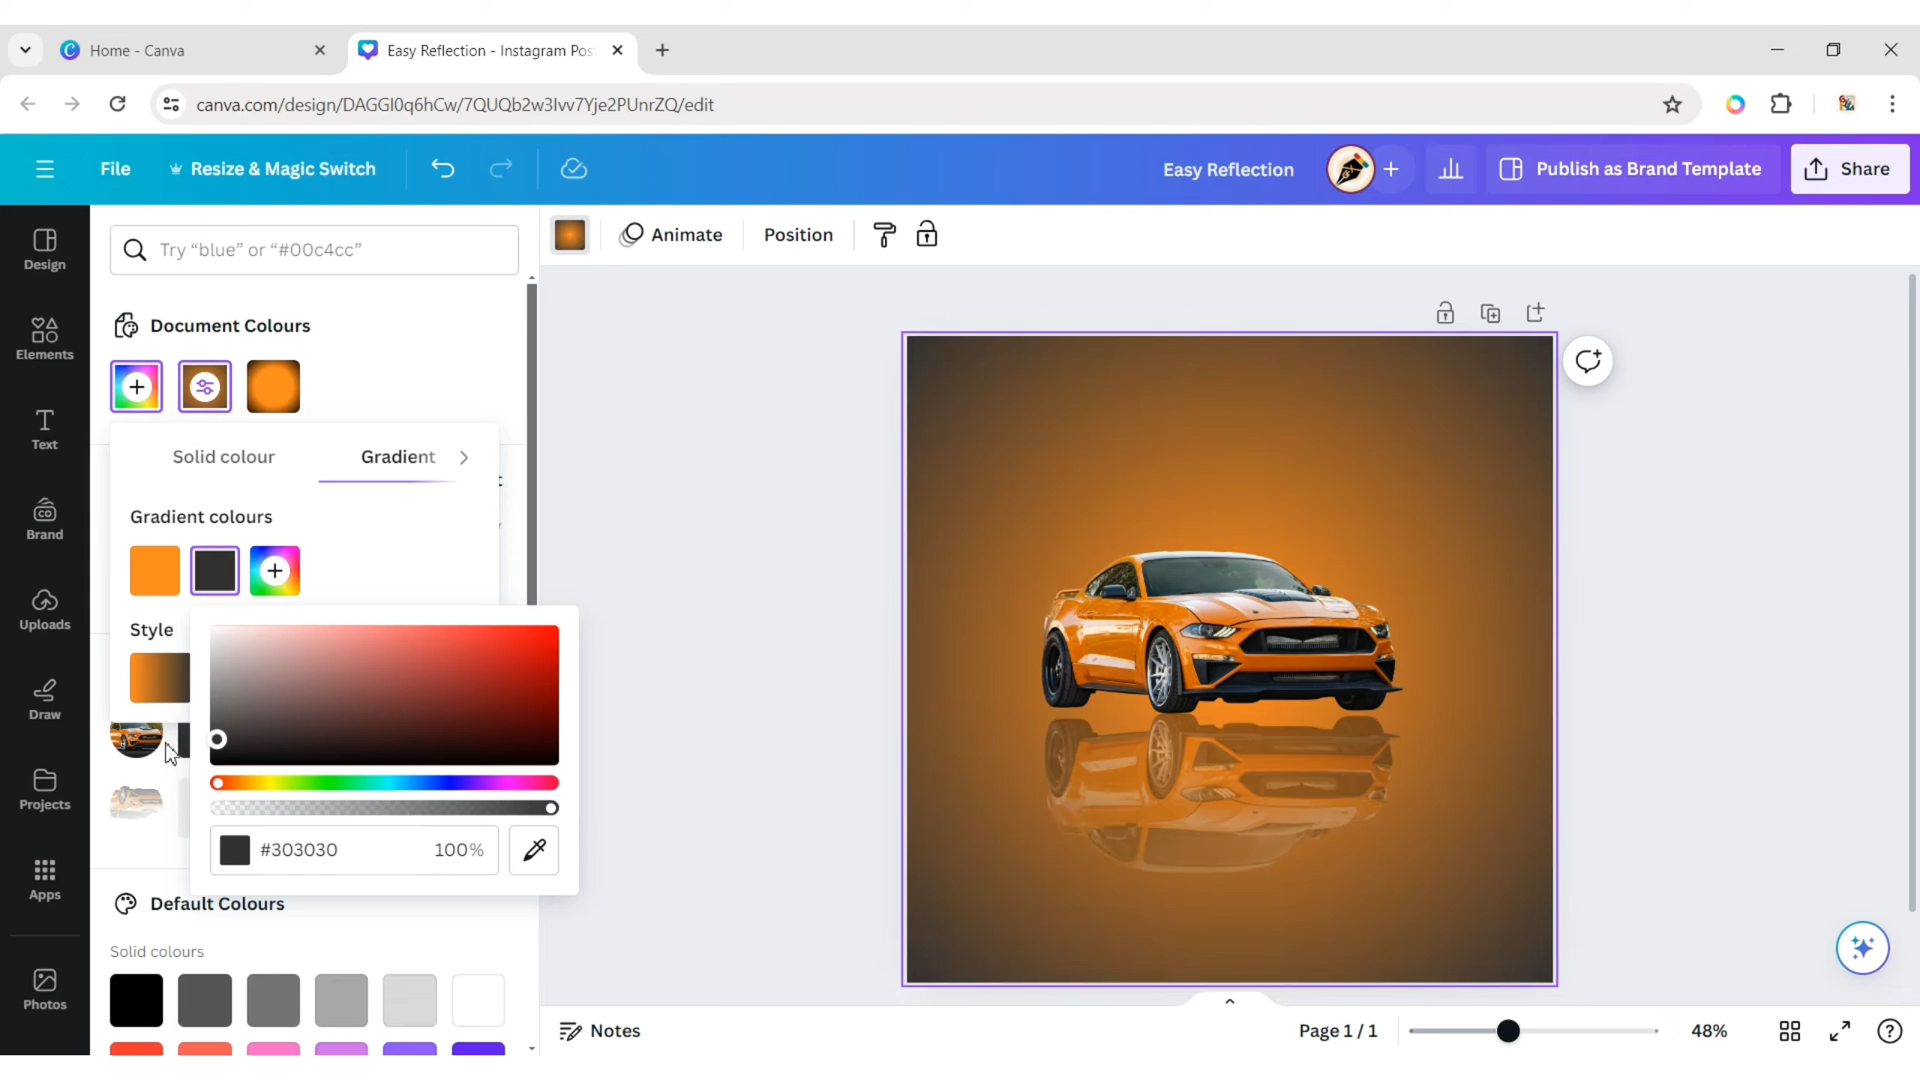 Home - Canva
Easy Reflection - Instagram Pos
canva.com/design/DAGGI0q6hCw/7QUQb2w3Ivv7Yje2PUnrZQ/edit
File
Resize & Magic Switch
Easy Reflection
Publish as Brand Template
Share
Design
Elements
Text
Brand
Uploads
Draw
Projects
Apps
Photos
Try “blue” or “#00c4cc”
Document Colours
Solid colour
Gradient
Gradient colours
Style
#303030
100%
Default Colours
Solid colours
Animate
Position
Notes
Page 1 / 1
48%